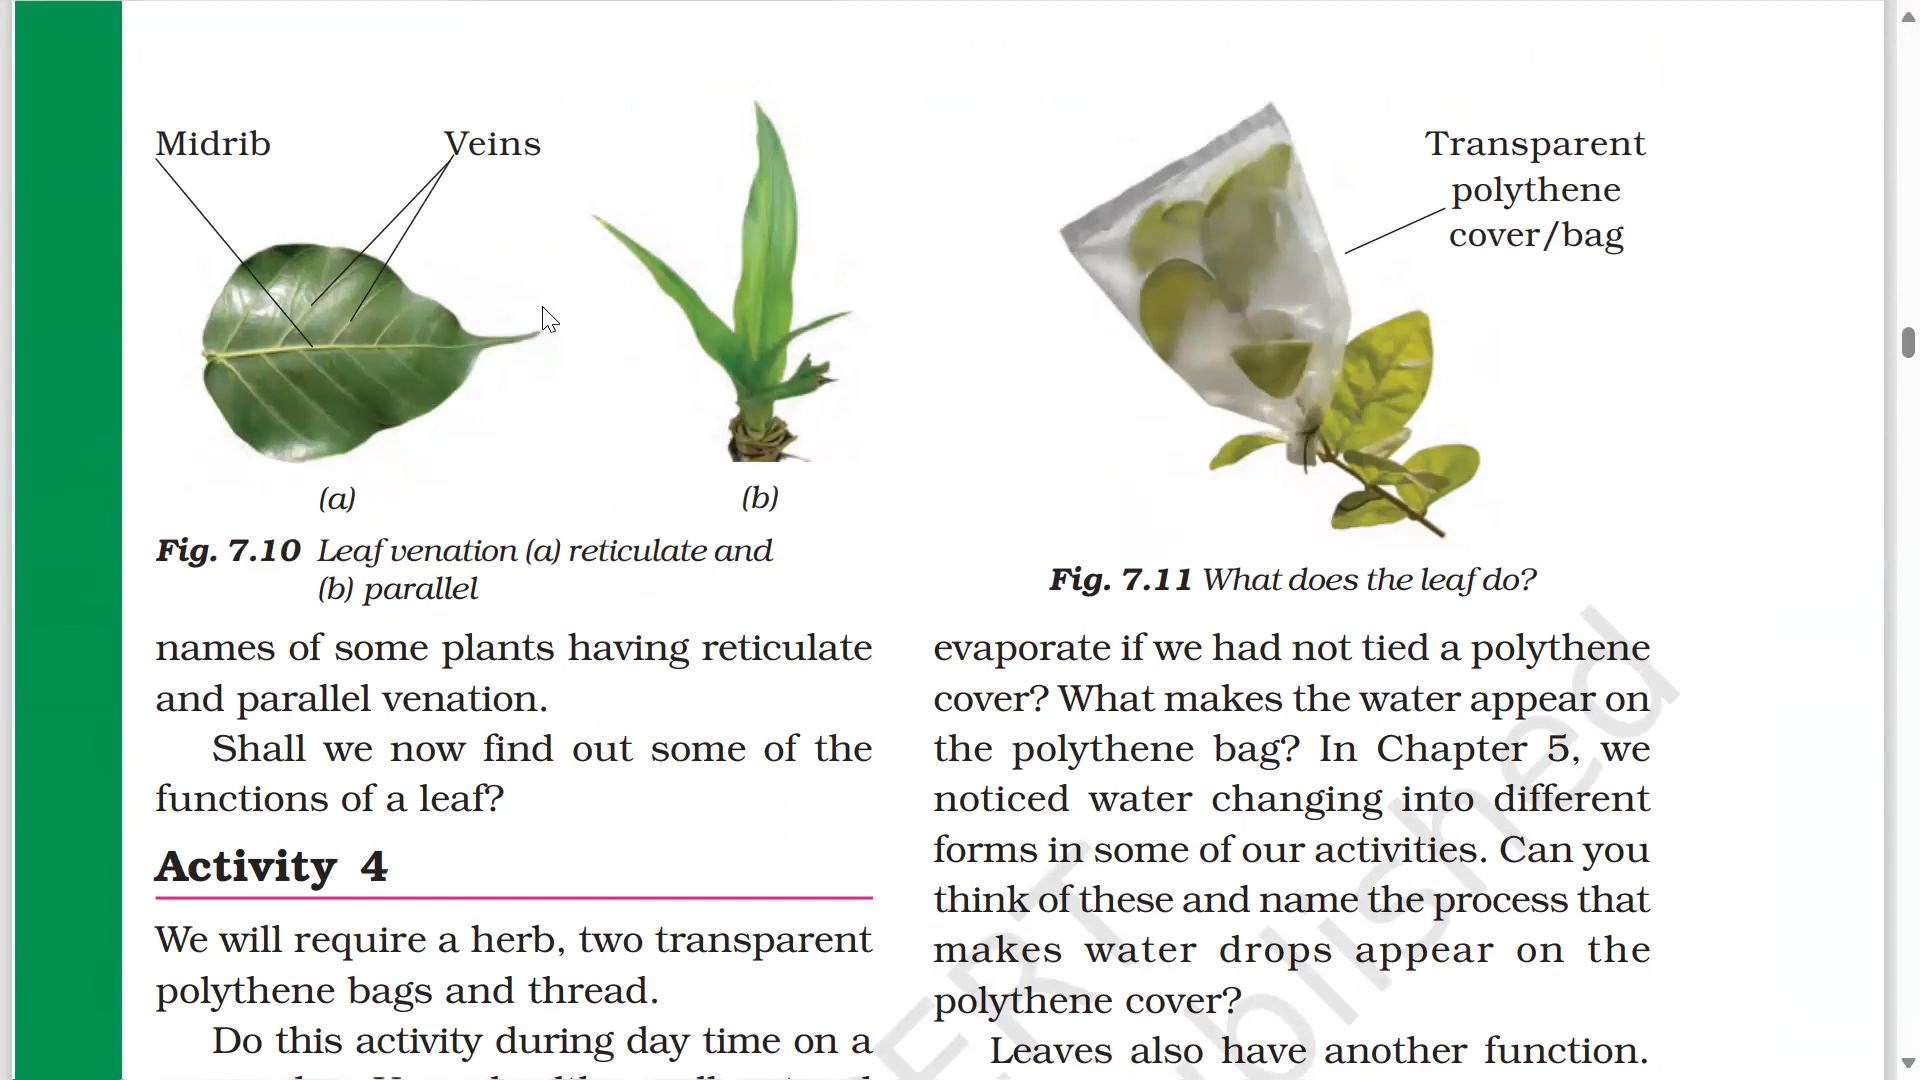 Midrib
Veins
(a)
(b)
Fig. 7.10 Leaf venation (a) reticulate and
(b) parallel
names of some plants having reticulate
and parallel venation.
Shall we now find out some of the
functions of a leaf?
Activity 4
We will require a herb, two transparent
polythene bags and thread.
Do this activity during day time on a
Transparent
polythene
cover/bag
Fig. 7.11 What does the leaf do?
evaporate if we had not tied a polythene
cover? What makes the water appear on
the polythene bag? In Chapter 5, we
noticed water changing into different
forms in some of our activities. Can you
think of these and name the process that
makes water drops appear on the
polythene cover?
Leaves also have another function.